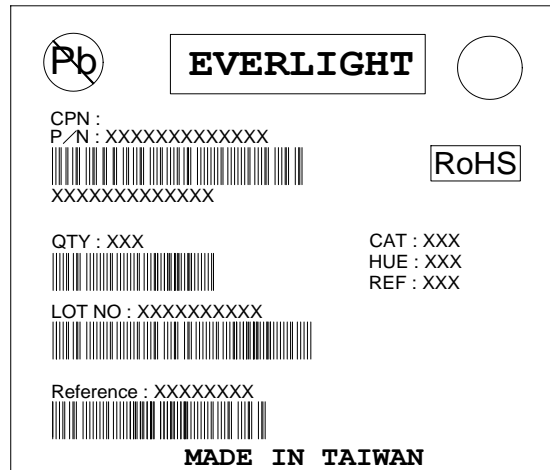 Pb
EVERLIGHT
CPN :
P/N : XXXXXXXXXXXXX
RoHS
XXXXXXXXXXXXX
QTY : XXX
CAT : XXX
HUE : XXX
REF : XXX
LOT NO : XXXXXXXXXX
Reference : XXXXXXXX
MADE IN TAIWAN